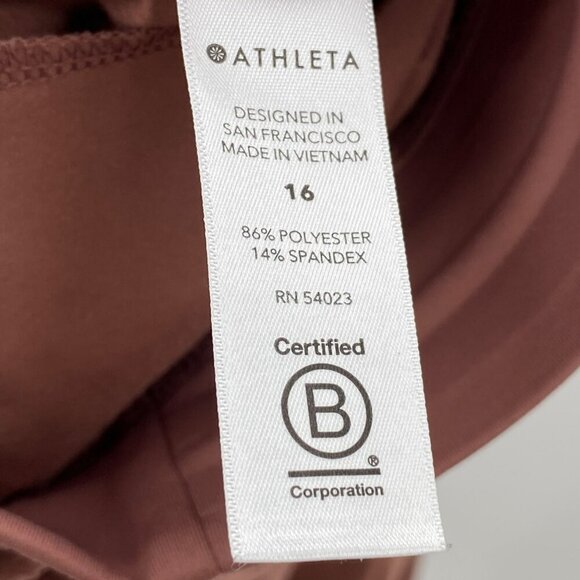 ATHLETA
DESIGNED IN
SAN FRANCISCO
MADE IN VIETNAM
16
86% POLYESTER
14% SPANDEX
RN 54023
Certified
B
®
Corporation